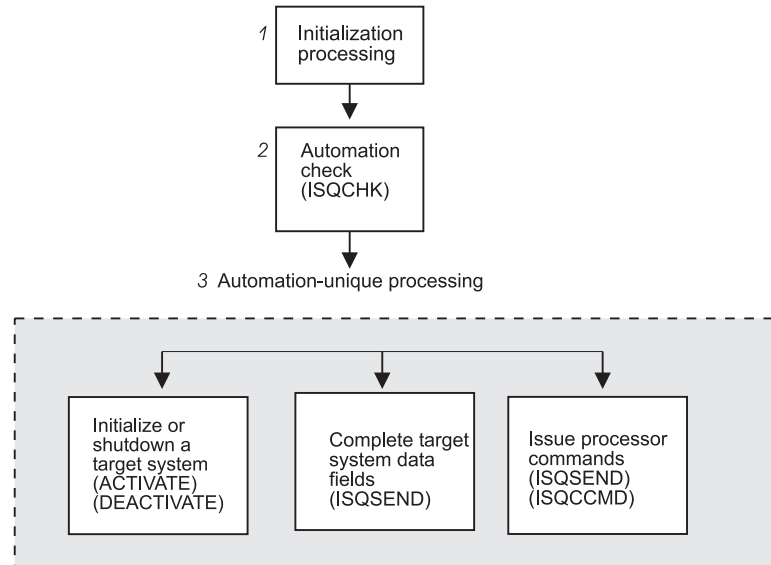 1
Initialization
processing
2
Automation
check
(ISQCHK)
3 Automation-unique processing
Initialize or
shutdown a
target system
(ACTIVATE)
(DEACTIVATE)
Complete target
system data
fields
(ISQSEND)
Issue processor
commands
(ISQSEND)
(ISQCCMD)